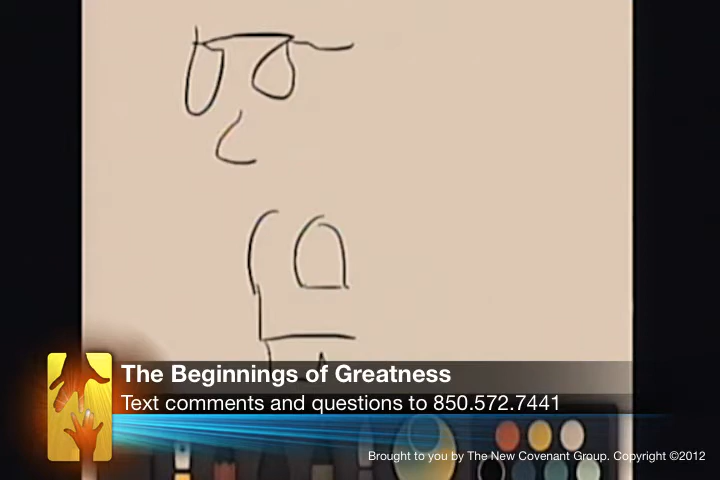 The Beginnings of Greatness
Text comments and questions to 850.572.7441
Brought to you by The New Covenant Group. Copyright ©2012